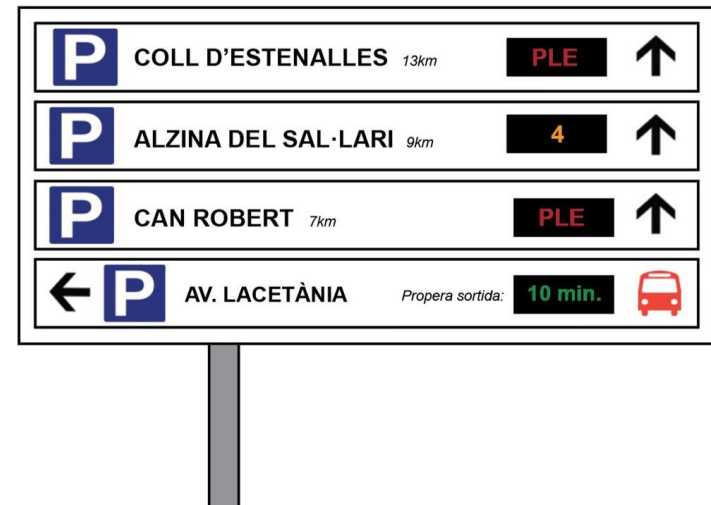 P COLL D'ESTENALLES 13km PLE
P ALZINA DEL SAL·LARI 9km 4
P CAN ROBERT 7km PLE
P AV. LACETÀNIA Propera sortida: 10 min.